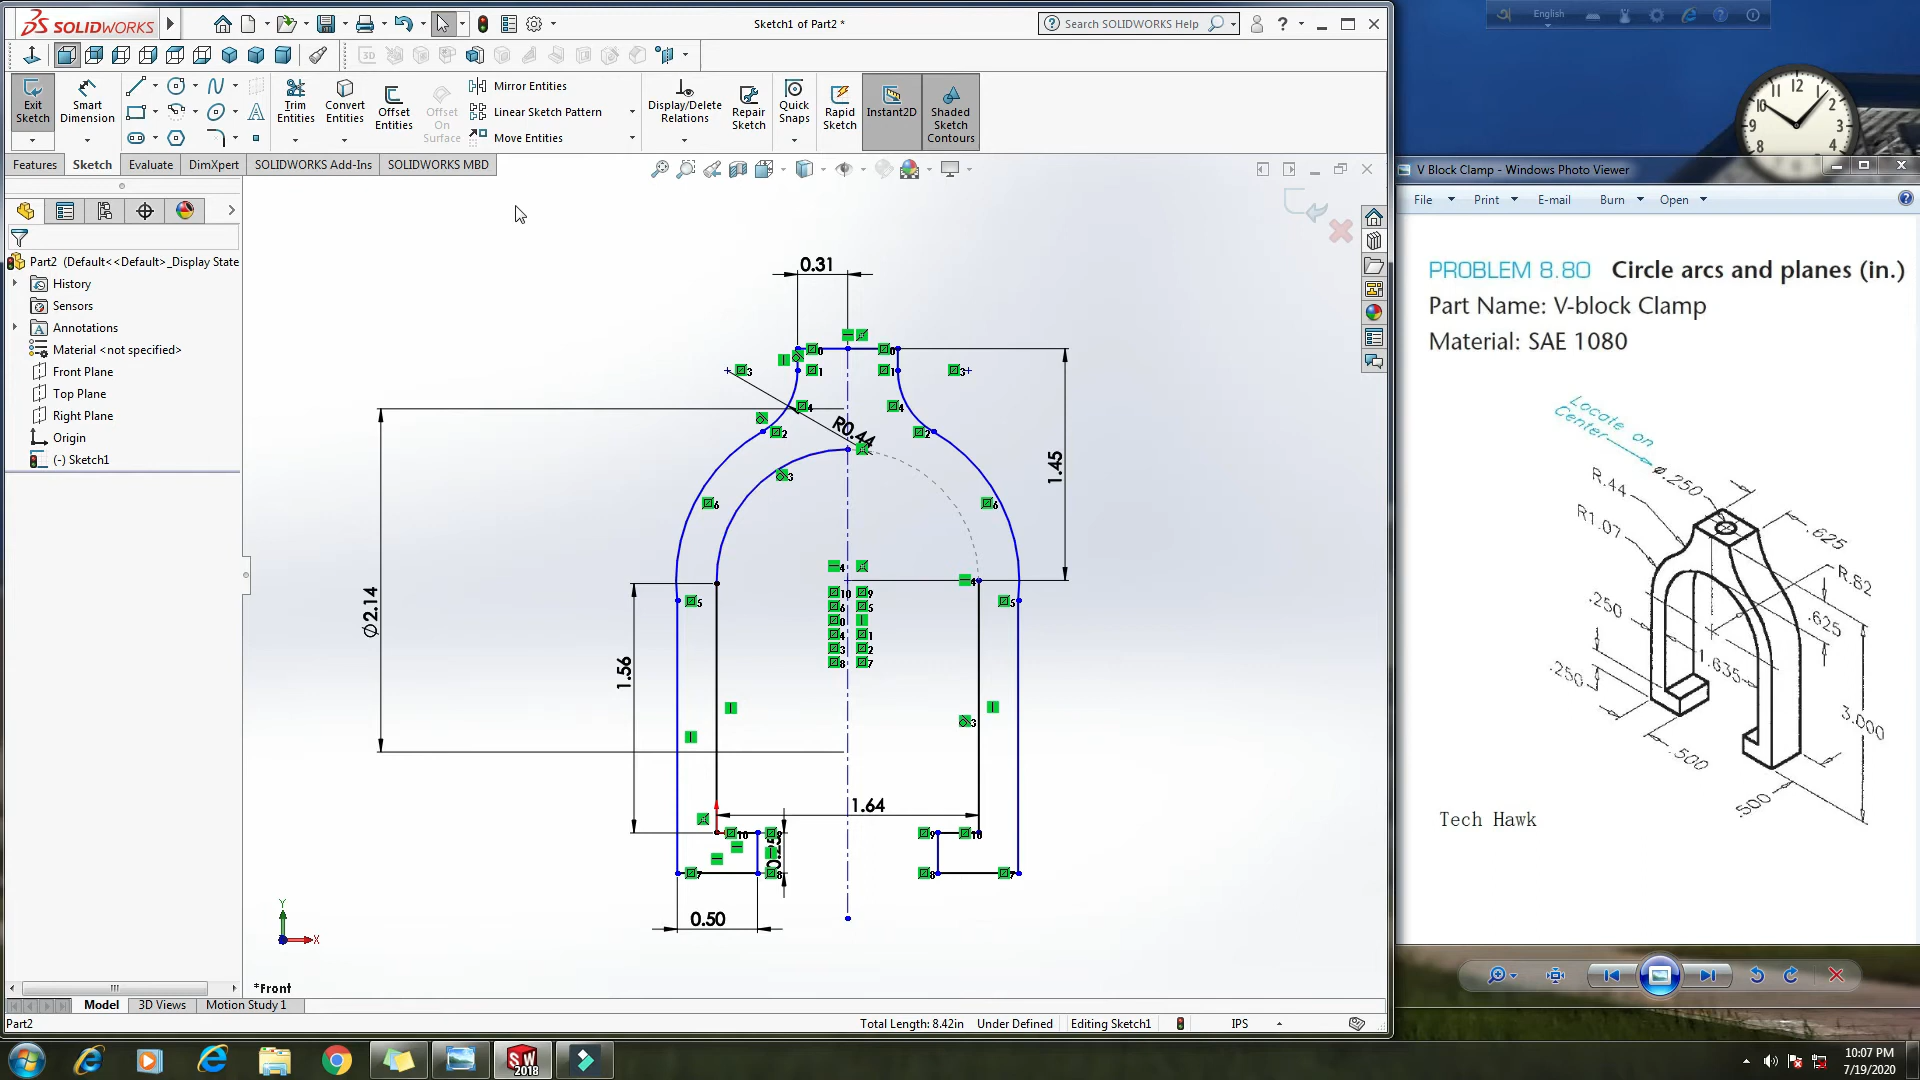 SOLIDWORKS
Sketch1 of Part2 *
Search SOLIDWORKS Help
English
Exit Sketch
Smart Dimension
Trim Entities
Convert Entities
Offset Entities
Offset On Surface
Mirror Entities
Linear Sketch Pattern
Move Entities
Display/Delete Relations
Repair Sketch
Quick Snaps
Rapid Sketch
Instant2D
Shaded Sketch Contours
Features
Sketch
Evaluate
DimXpert
SOLIDWORKS Add-Ins
SOLIDWORKS MBD
Part2 (Default<<Default>_Display State
History
Sensors
Annotations
Material <not specified>
Front Plane
Top Plane
Right Plane
Origin
(-) Sketch1
0.31
R0.44
1.45
∅2.14
1.56
1.64
0.25
0.50
Y
X
*Front
Model
3D Views
Motion Study 1
Part2
Total Length: 8.42in
Under Defined
Editing Sketch1
IPS
V Block Clamp - Windows Photo Viewer
File
Print
E-mail
Burn
Open
PROBLEM 8.80 Circle arcs and planes (in.)
Part Name: V-block Clamp
Material: SAE 1080
Locate on
Center
∅.250
R.44
R1.07
.625
R.82
.250
.625
1.635
.250
3.000
.500
.500
Tech Hawk
SW
2018
10:07 PM
7/19/2020